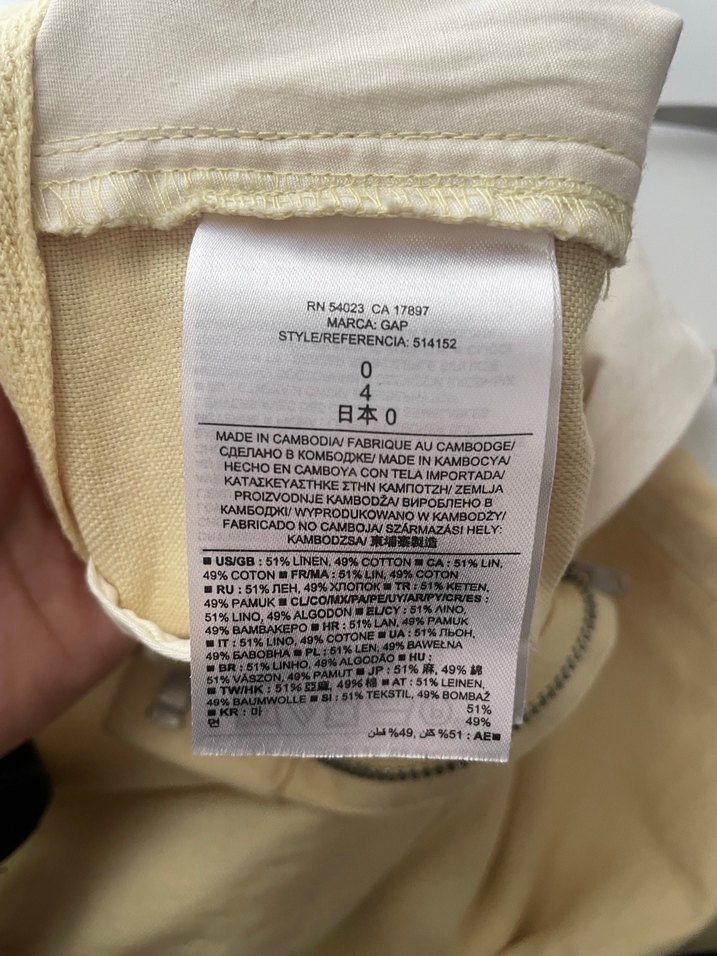 RN 54023 CA 17897
MARCA: GAP
STYLE/REFERENCIA: 514152
0
4
日本 0
MADE IN CAMBODIA/ FABRIQUE AU CAMBODGE/
СДЕЛАНО В КОМБОДЖЕ/ MADE IN KAMBOCYA/
HECHO EN CAMBOYA CON TELA IMPORTADA/
ΚΑΤΑΣΚΕΥΑΣΤΗΚΕ ΣΤΗΝ ΚΑΜΠΟΤΖΗ/ ZEMLJA
PROIZVODNJE KAMBODŽA/ ВИРОБЛЕНО В
КАМБОДЖІ/ WYPRODUKOWANO W KAMBODŻY/
FABRICADO NO CAMBOJA/ SZÁRMAZÁSI HELY:
KAMBODZSA/ 東埔寨製造
■ US/GB : 51% LINEN, 49% COTTON ■ CA : 51% LIN,
49% COTON ■ FR/MA : 51% LIN, 49% COTON
■ RU : 51% ЛЕН, 49% ХЛОПОК ■ TR : 51% KETEN,
49% PAMUK ■ CL/CO/MX/PA/PE/UY/AR/PY/CR/ES :
51% LINO, 49% ALGODON ■ EL/CY : 51% ΛΙΝΟ,
49% ΒΑΜΒΑΚΕΡΟ ■ HR : 51% LAN, 49% PAMUK
■ IT : 51% LINO, 49% COTONE ■ UA : 51% ЛЬОН,
49% БАВОВНА ■ PL : 51% LEN, 49% BAWEŁNA
■ BR : 51% LINHO, 49% ALGODÃO ■ HU :
51% VÁSZON, 49% PAMUT ■ JP : 51% 麻, 49% 綿
■ TW/HK : 51% 亞麻, 49% 棉 ■ AT : 51% LEINEN,
49% BAUMWOLLE ■ SI : 51% TEKSTIL, 49% BOMBAŽ
■ KR : 마 51%
면 49%
■ AE : 51% كتان, 49% قطن